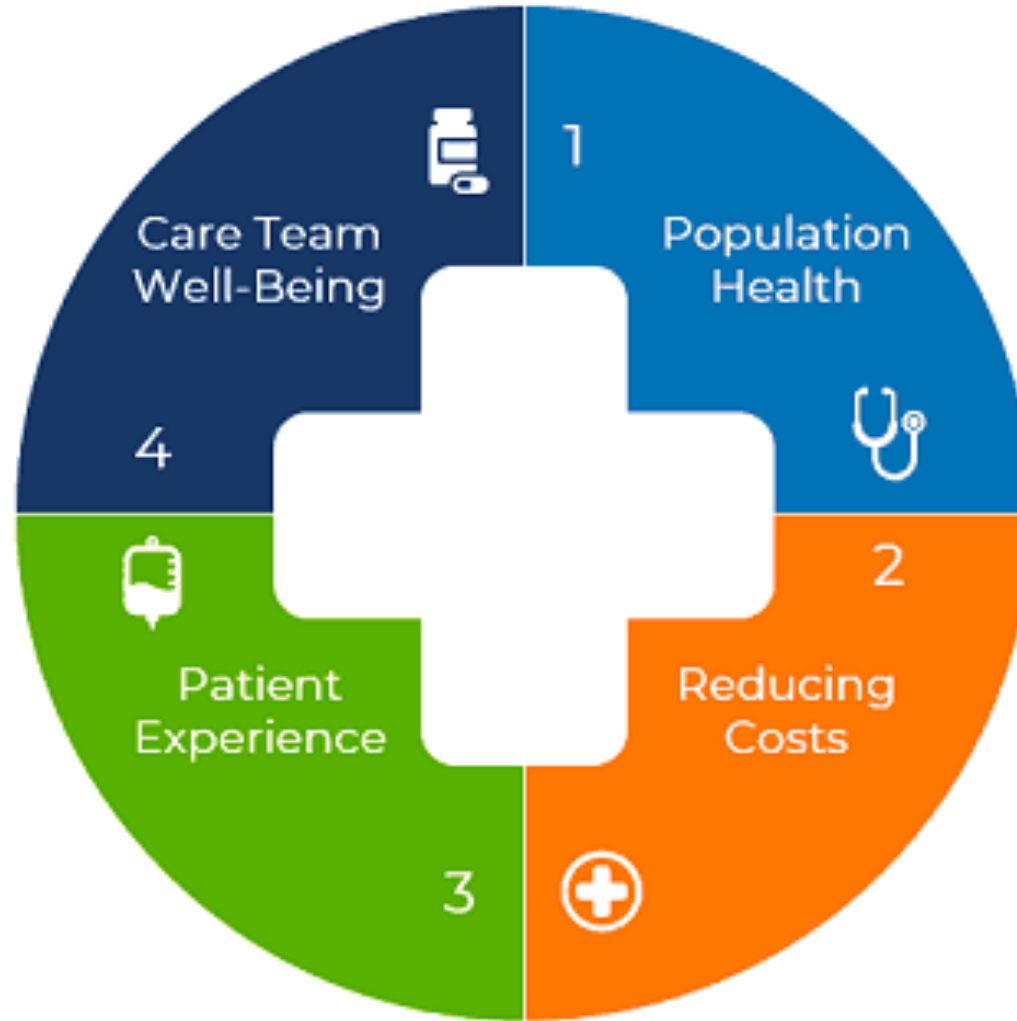 1
Population
Health
2
Reducing
Costs
3
Patient
Experience
4
Care Team
Well-Being